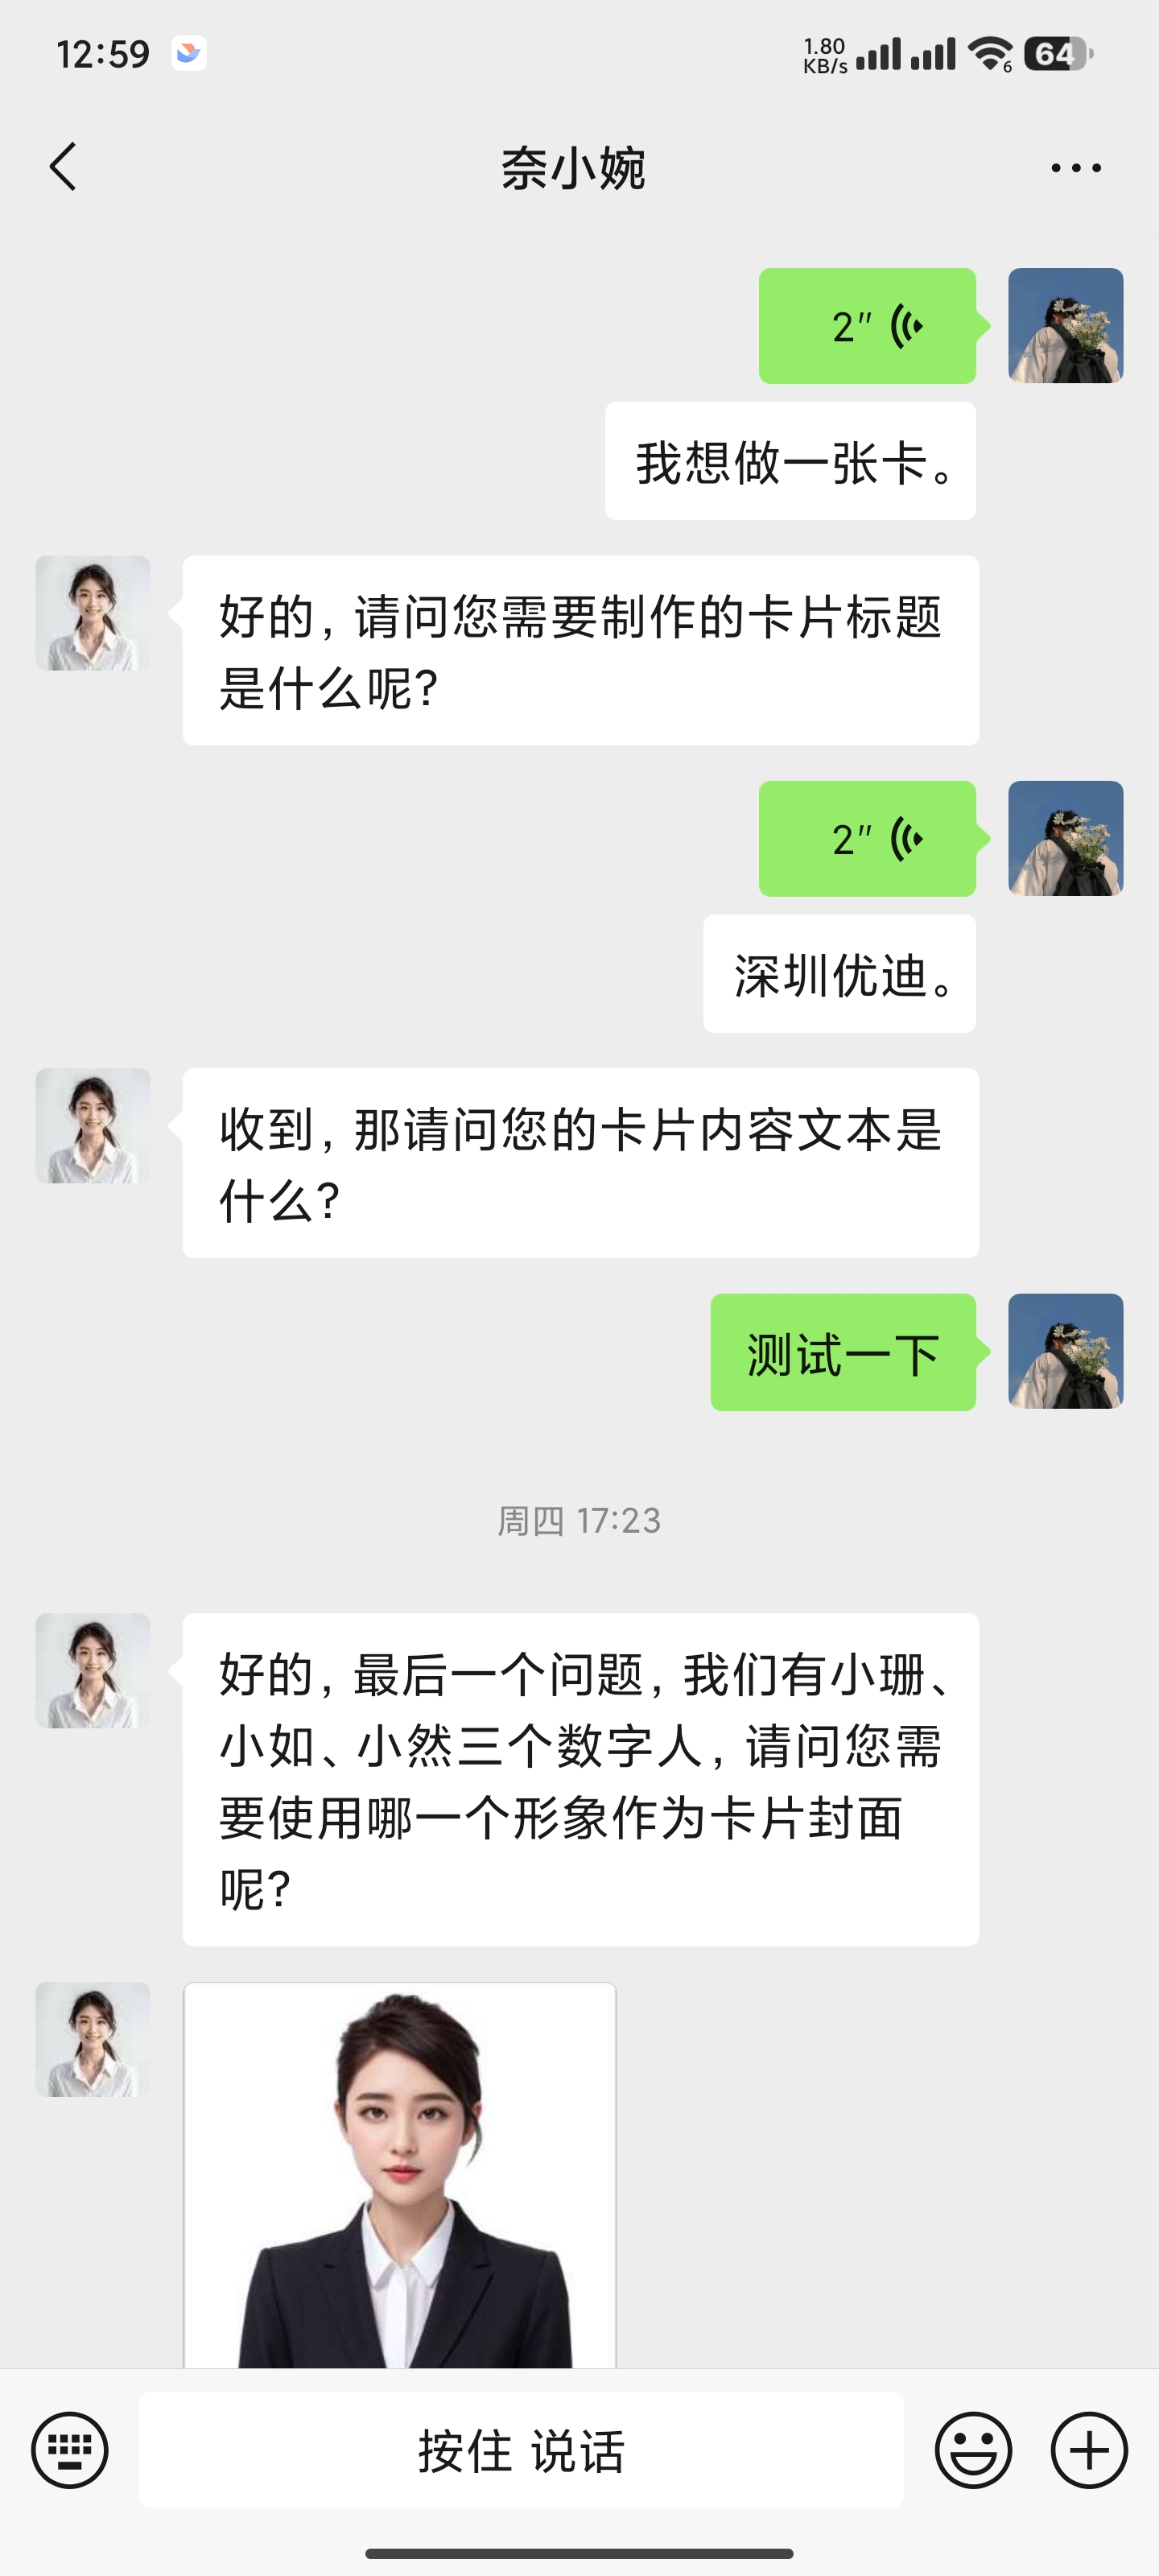 12:59
1.80
KB/s
6
64
奈小婉
2″
我想做一张卡。
好的，请问您需要制作的卡片标题
是什么呢？
2″
深圳优迪。
收到，那请问您的卡片内容文本是
什么？
测试一下
周四 17:23
好的，最后一个问题，我们有小珊、
小如、小然三个数字人，请问您需
要使用哪一个形象作为卡片封面
呢？
按住 说话